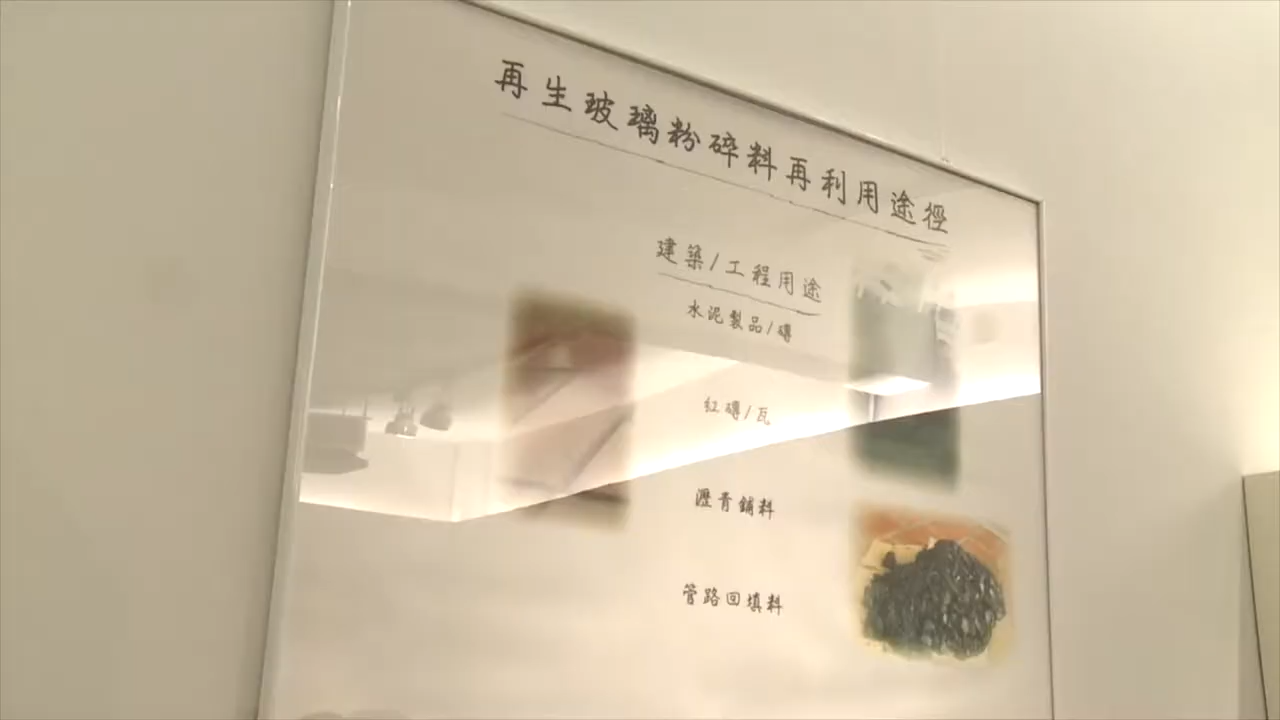 再生玻璃粉碎料再利用途徑
建築/工程用途
水泥製品/磚
紅磚/瓦
瀝青鋪料
管路回填料